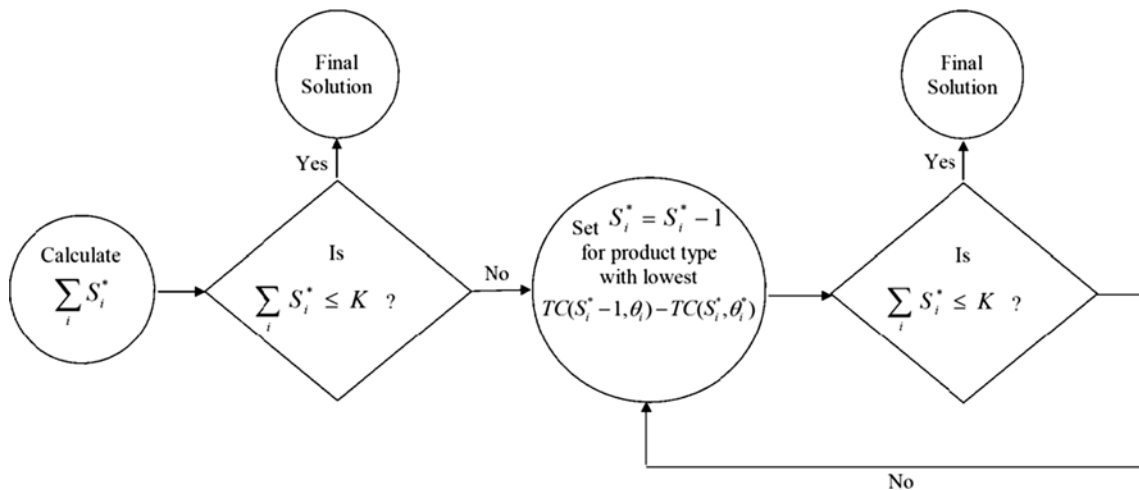 Calculate
∑_i S_i^*
Final
Solution
Yes
Is
∑_i S_i^* ≤ K ?
No
Set S_i^* = S_i^* − 1
for product type
with lowest
TC(S_i^* − 1, θ_i) − TC(S_i^*, θ_i^*)
Final
Solution
Yes
Is
∑_i S_i^* ≤ K ?
No